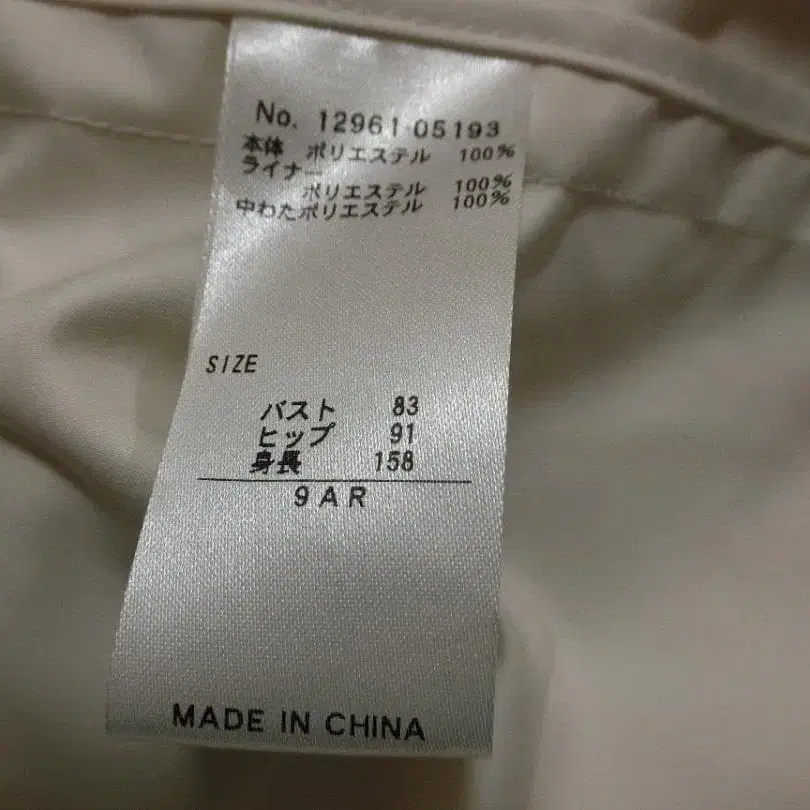 No. 12961 05193
本体 ポリエステル 100%
ライナー
ポリエステル 100%
中わたポリエステル 100%
SIZE
バスト 83
ヒップ 91
身長 158
9AR
MADE IN CHINA